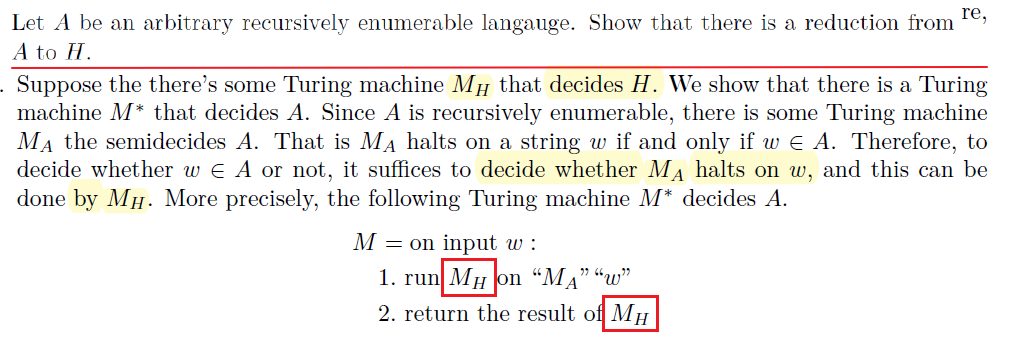 Let A be an arbitrary recursively enumerable langauge. Show that there is a reduction from re,
A to H.
. Suppose the there's some Turing machine M_H that decides H. We show that there is a Turing
machine M* that decides A. Since A is recursively enumerable, there is some Turing machine
M_A the semidecides A. That is M_A halts on a string w if and only if w ∈ A. Therefore, to
decide whether w ∈ A or not, it suffices to decide whether M_A halts on w, and this can be
done by M_H. More precisely, the following Turing machine M* decides A.
M = on input w :
1. run M_H on “M_A” “w”
2. return the result of M_H